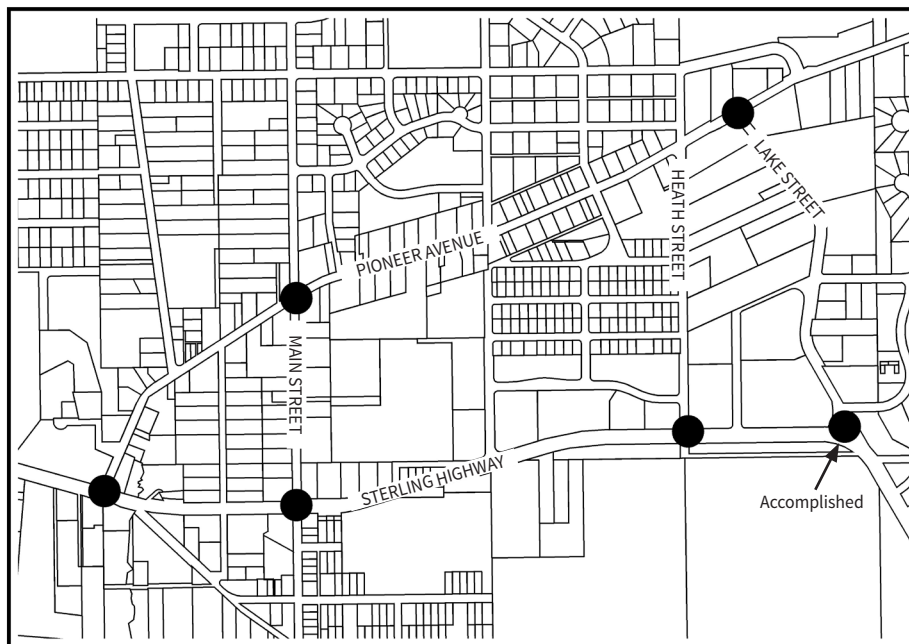 LAKE STREET
HEATH STREET
PIONEER AVENUE
MAIN STREET
STERLING HIGHWAY
Accomplished